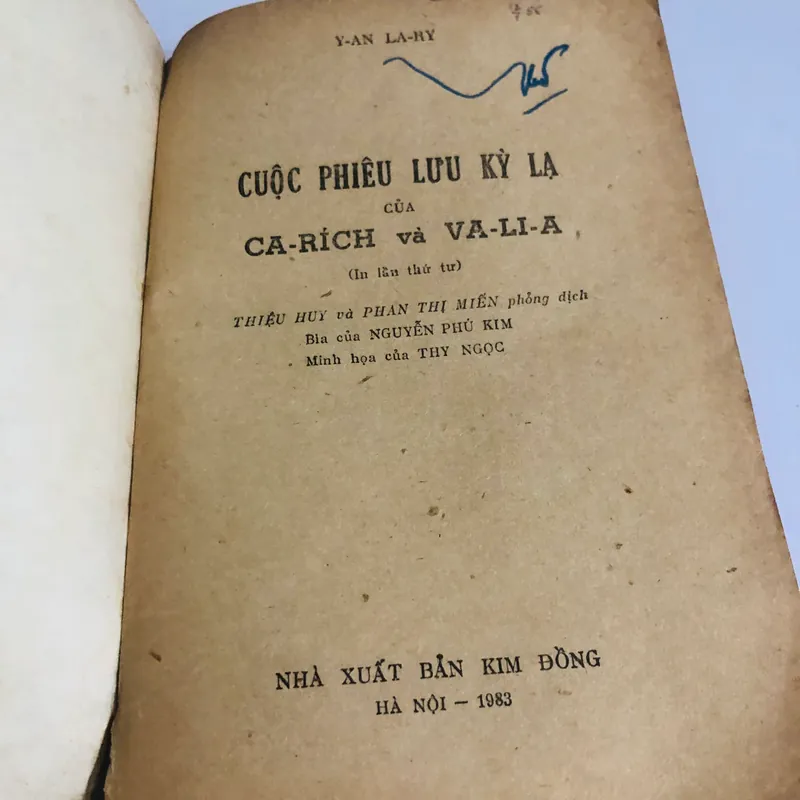 Y-AN LA-RY
CUỘC PHIÊU LƯU KỲ LẠ
CỦA
CA-RÍCH và VA-LI-A
(In lần thứ tư)
THIỆU HUY và PHAN THỊ MIẾN phỏng dịch
Bìa của NGUYỄN PHÚ KIM
Minh họa của THY NGỌC
NHÀ XUẤT BẢN KIM ĐỒNG
HÀ NỘI — 1983